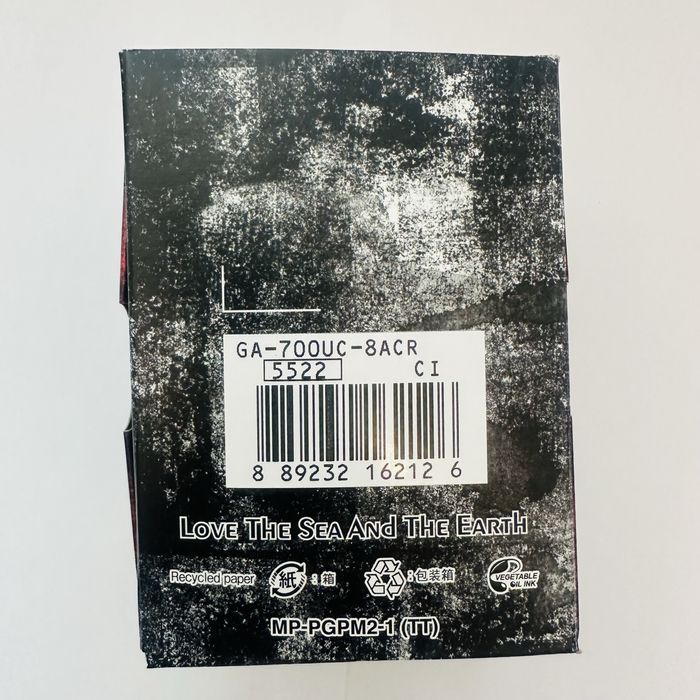 GA-700UC-8ACR
5522 CI
8 89232 16212 6
LOVE THE SEA AND THE EARTH
Recycled paper 紙 :箱 :包装箱 VEGETABLE
OIL INK
MP-PGPM2-1 (TT)